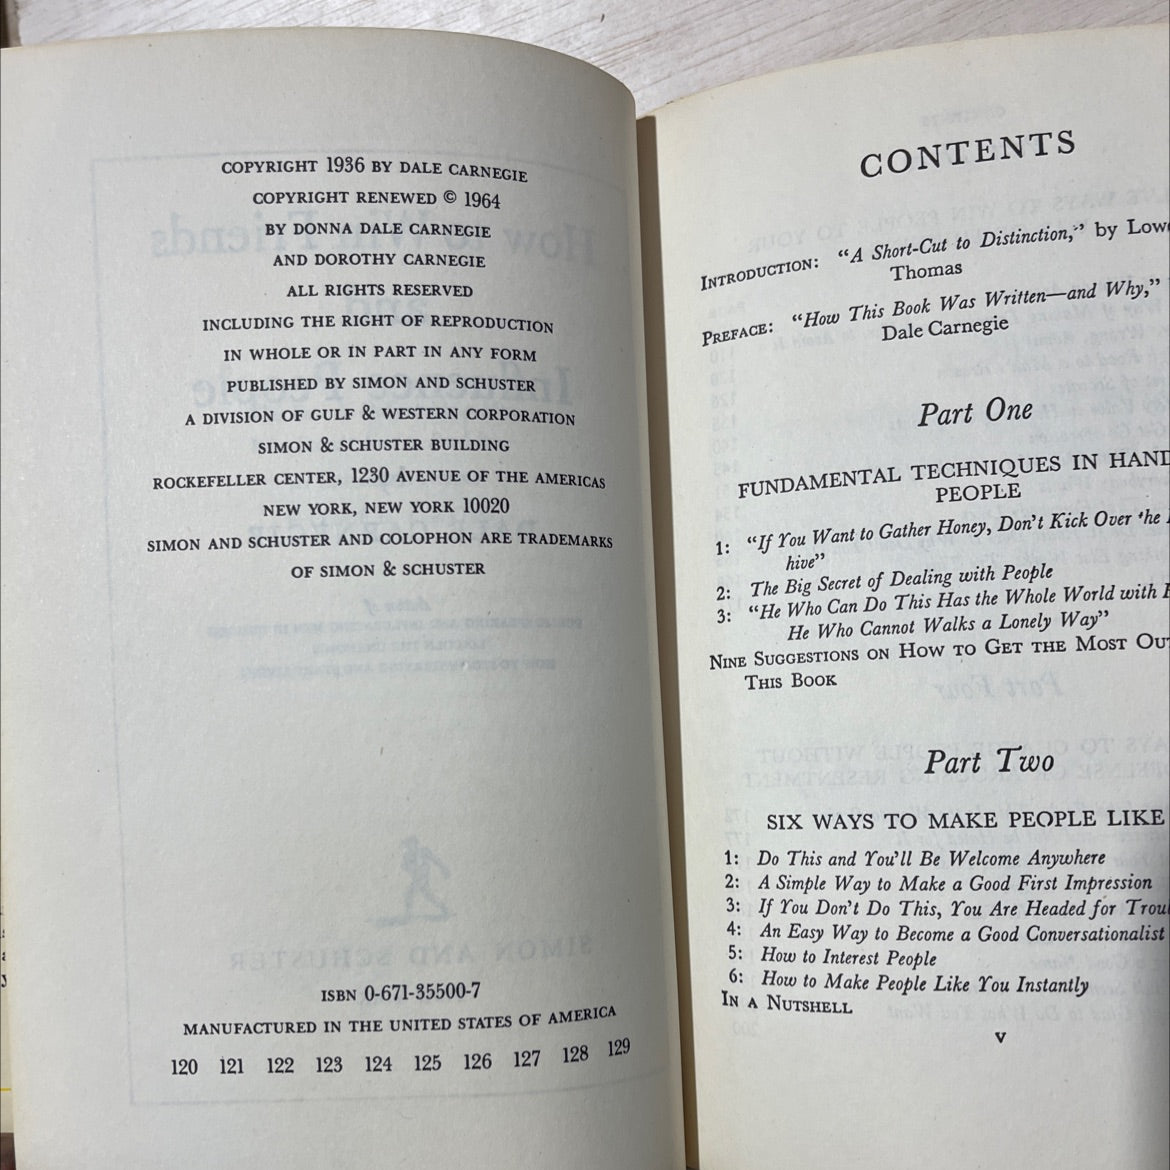 COPYRIGHT 1936 BY DALE CARNEGIE
COPYRIGHT RENEWED © 1964
BY DONNA DALE CARNEGIE
AND DOROTHY CARNEGIE
ALL RIGHTS RESERVED
INCLUDING THE RIGHT OF REPRODUCTION
IN WHOLE OR IN PART IN ANY FORM
PUBLISHED BY SIMON AND SCHUSTER
A DIVISION OF GULF & WESTERN CORPORATION
SIMON & SCHUSTER BUILDING
ROCKEFELLER CENTER, 1230 AVENUE OF THE AMERICAS
NEW YORK, NEW YORK 10020
SIMON AND SCHUSTER AND COLOPHON ARE TRADEMARKS
OF SIMON & SCHUSTER
ISBN 0-671-35500-7
MANUFACTURED IN THE UNITED STATES OF AMERICA
120 121 122 123 124 125 126 127 128 129
CONTENTS
INTRODUCTION: "A Short-Cut to Distinction," by
Thomas
PREFACE: "How This Book Was Written—and Why,"
Dale Carnegie
Part One
FUNDAMENTAL TECHNIQUES IN
PEOPLE
1: "If You Want to Gather Honey, Don't Kick Over the
hive"
2: The Big Secret of Dealing with People
3: "He Who Can Do This Has the Whole World with
He Who Cannot Walks a Lonely Way"
NINE SUGGESTIONS ON HOW TO GET THE MOST
THIS BOOK
Part Two
SIX WAYS TO MAKE PEOPLE LIKE
1: Do This and You'll Be Welcome Anywhere
2: A Simple Way to Make a Good First Impression
3: If You Don't Do This, You Are Headed for
4: An Easy Way to Become a Good Conversationalist
5: How to Interest People
6: How to Make People Like You Instantly
IN A NUTSHELL
v